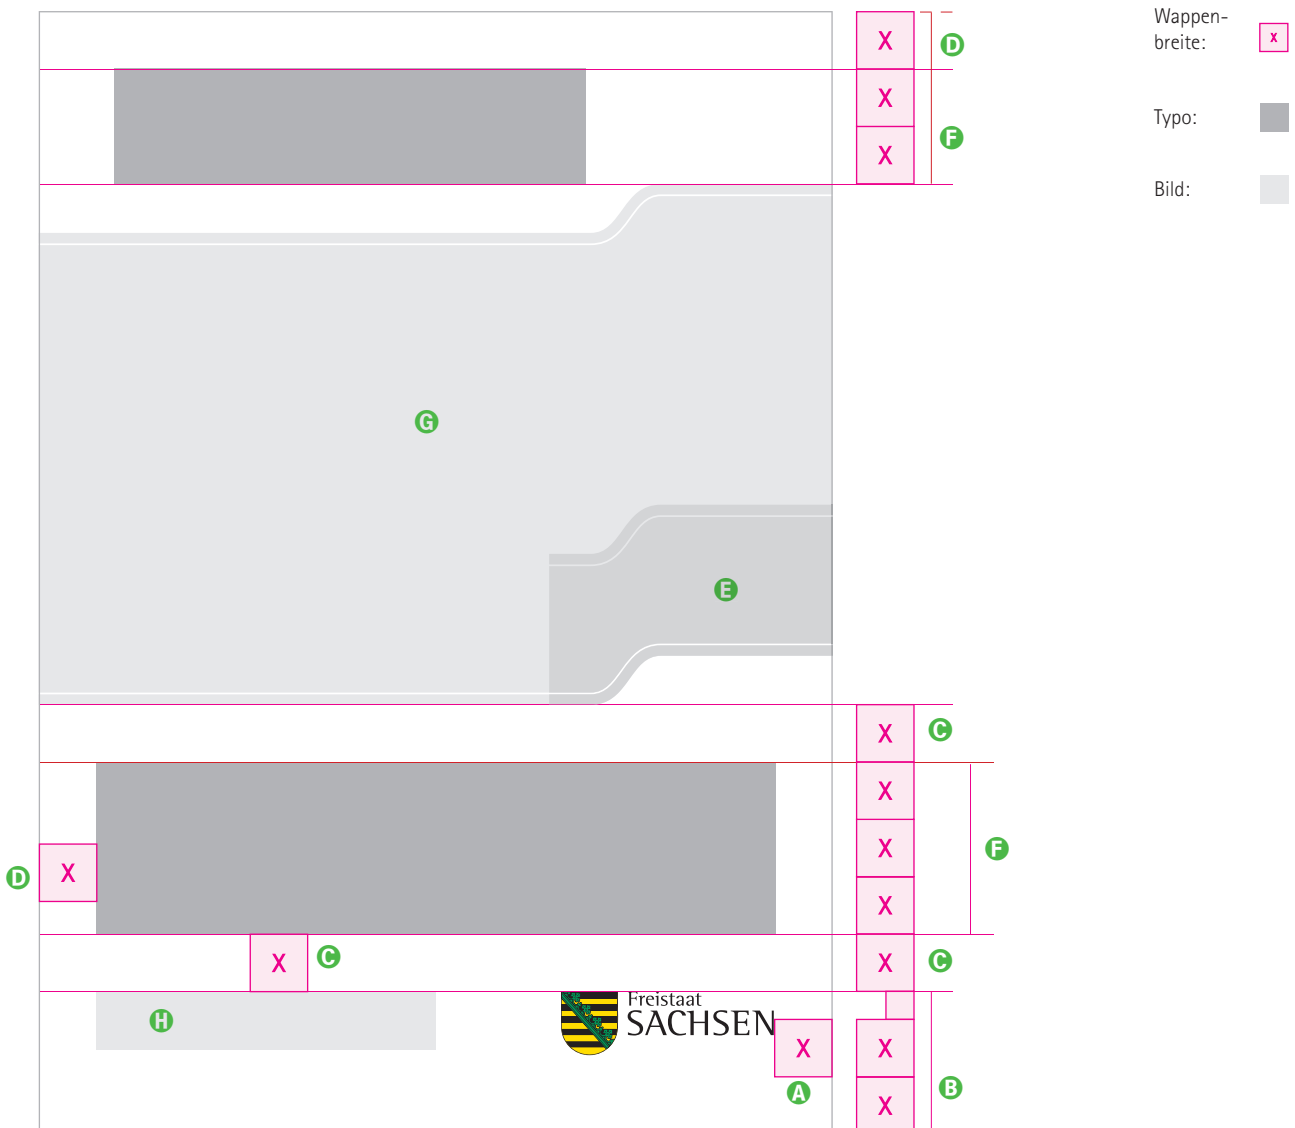 Wappen-
breite: x
Typo:
Bild:
X
D
X
F
X
G
E
X
C
X
X
F
X
D
X
X
C
X
C
H
Freistaat
SACHSEN
X
A
X
B
X